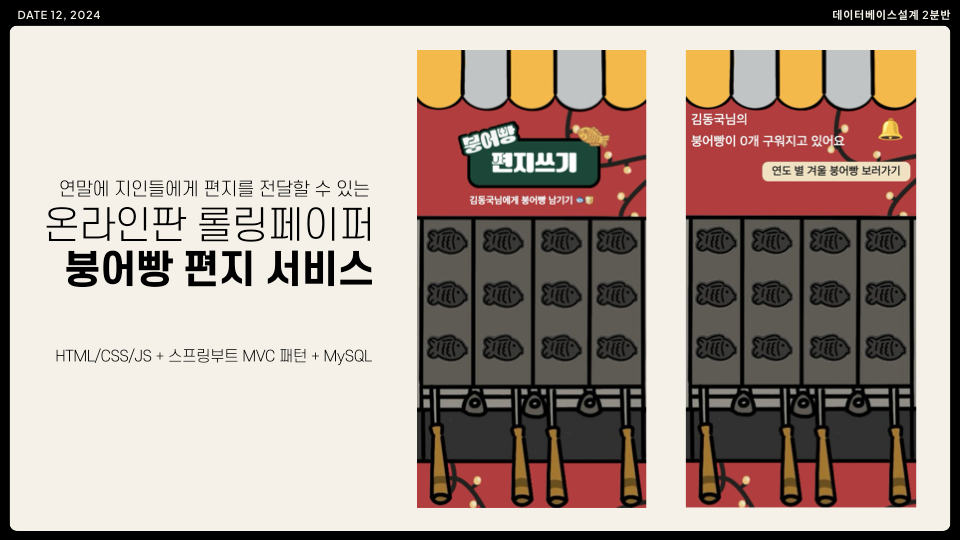 DATE 12, 2024
데이터베이스설계 2분반
연말에 지인들에게 편지를 전달할 수 있는
온라인판 롤링페이퍼
붕어빵 편지 서비스
HTML/CSS/JS + 스프링부트 MVC 패턴 + MySQL
붕어빵
편지쓰기
김동국님에게 붕어빵 남기기
김동국님의
붕어빵이 0개 구워지고 있어요
연도 별 겨울 붕어빵 보러가기